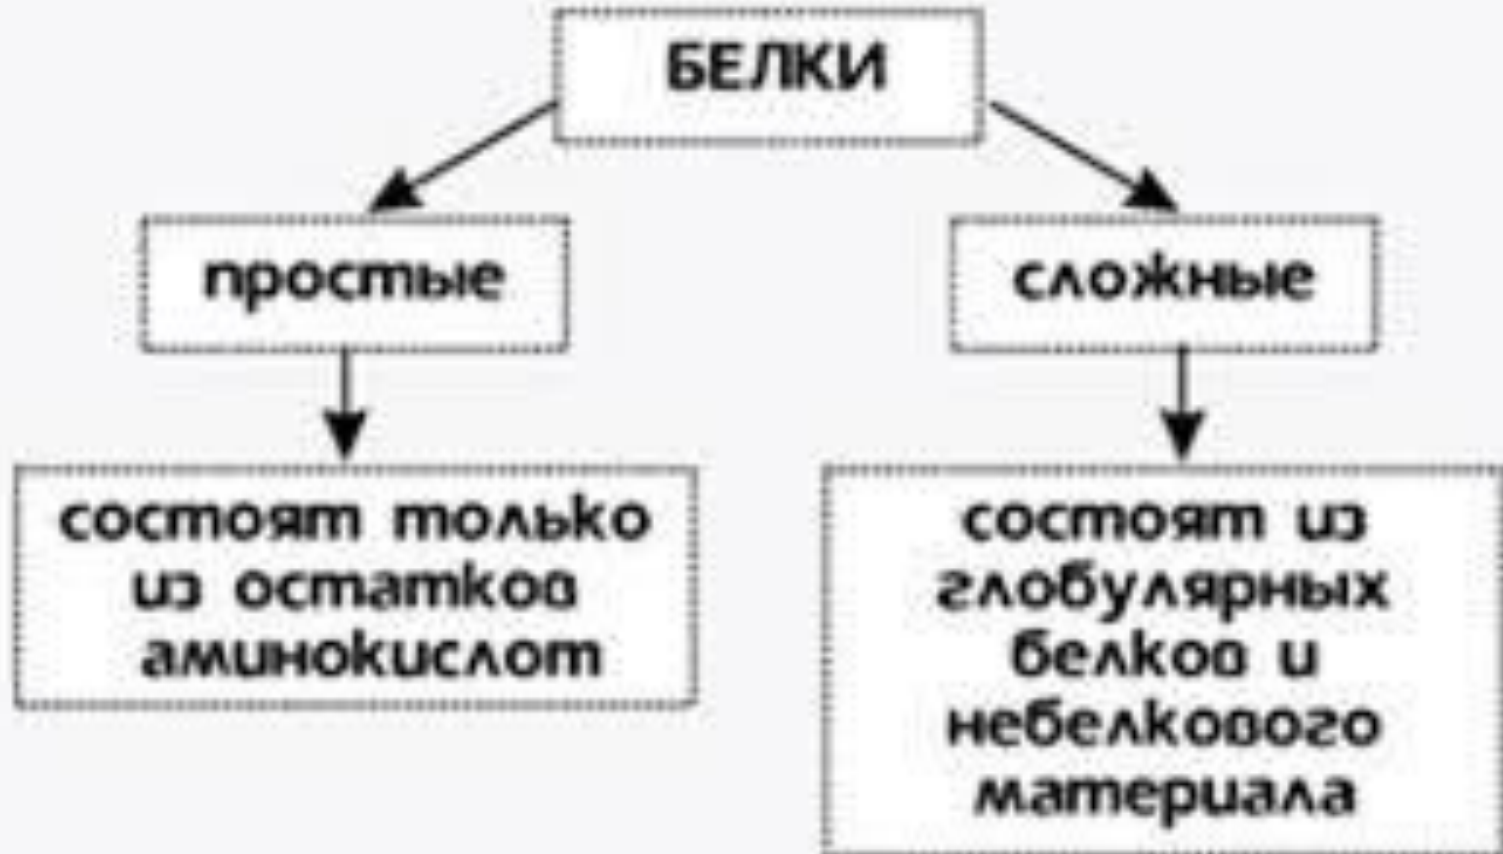 БЕЛКИ
простые
сложные
состоят только
из остатков
аминокислот
состоят из
глобулярных
белков и
небелкового
материала